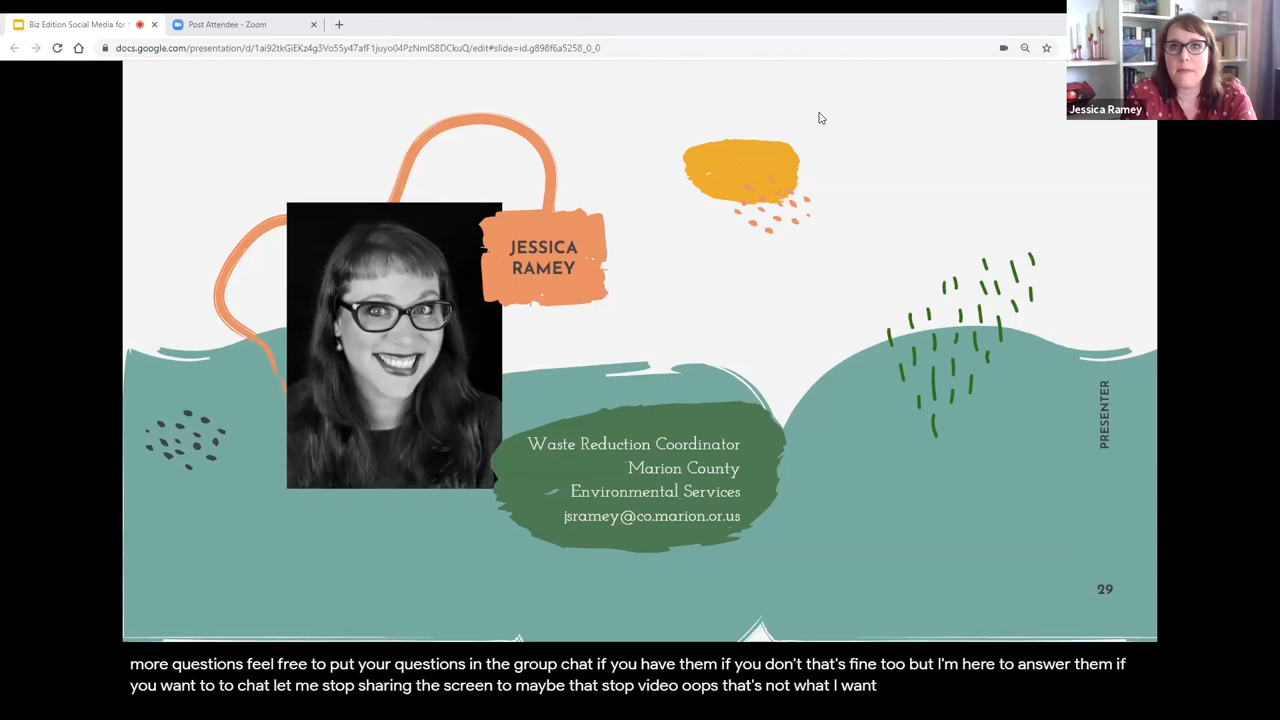 Biz Edition Social Media for
Post Attendee - Zoom
docs.google.com/presentation/d/1ai92tkGiEKz4g3Vo55y47afF1juyo04PzNmlS8DCkuQ/edit#slide=id.g898f6a5258_0_0
Jessica Ramey
JESSICA
RAMEY
Waste Reduction Coordinator
Marion County
Environmental Services
jsramey@co.marion.or.us
PRESENTER
29
more questions feel free to put your questions in the group chat if you have them if you don't that's fine too but I'm here to answer them if
you want to to chat let me stop sharing the screen to maybe that stop video oops that's not what I want